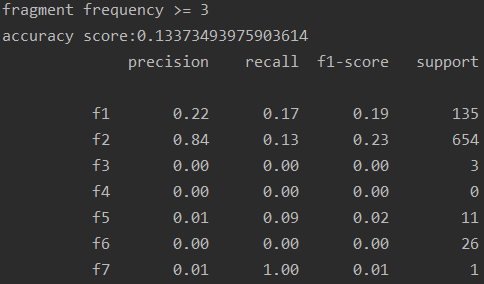 fragment frequency >= 3
accuracy score:0.13373493975903614
precision recall f1-score support
f1 0.22 0.17 0.19 135
f2 0.84 0.13 0.23 654
f3 0.00 0.00 0.00 3
f4 0.00 0.00 0.00 0
f5 0.01 0.09 0.02 11
f6 0.00 0.00 0.00 26
f7 0.01 1.00 0.01 1